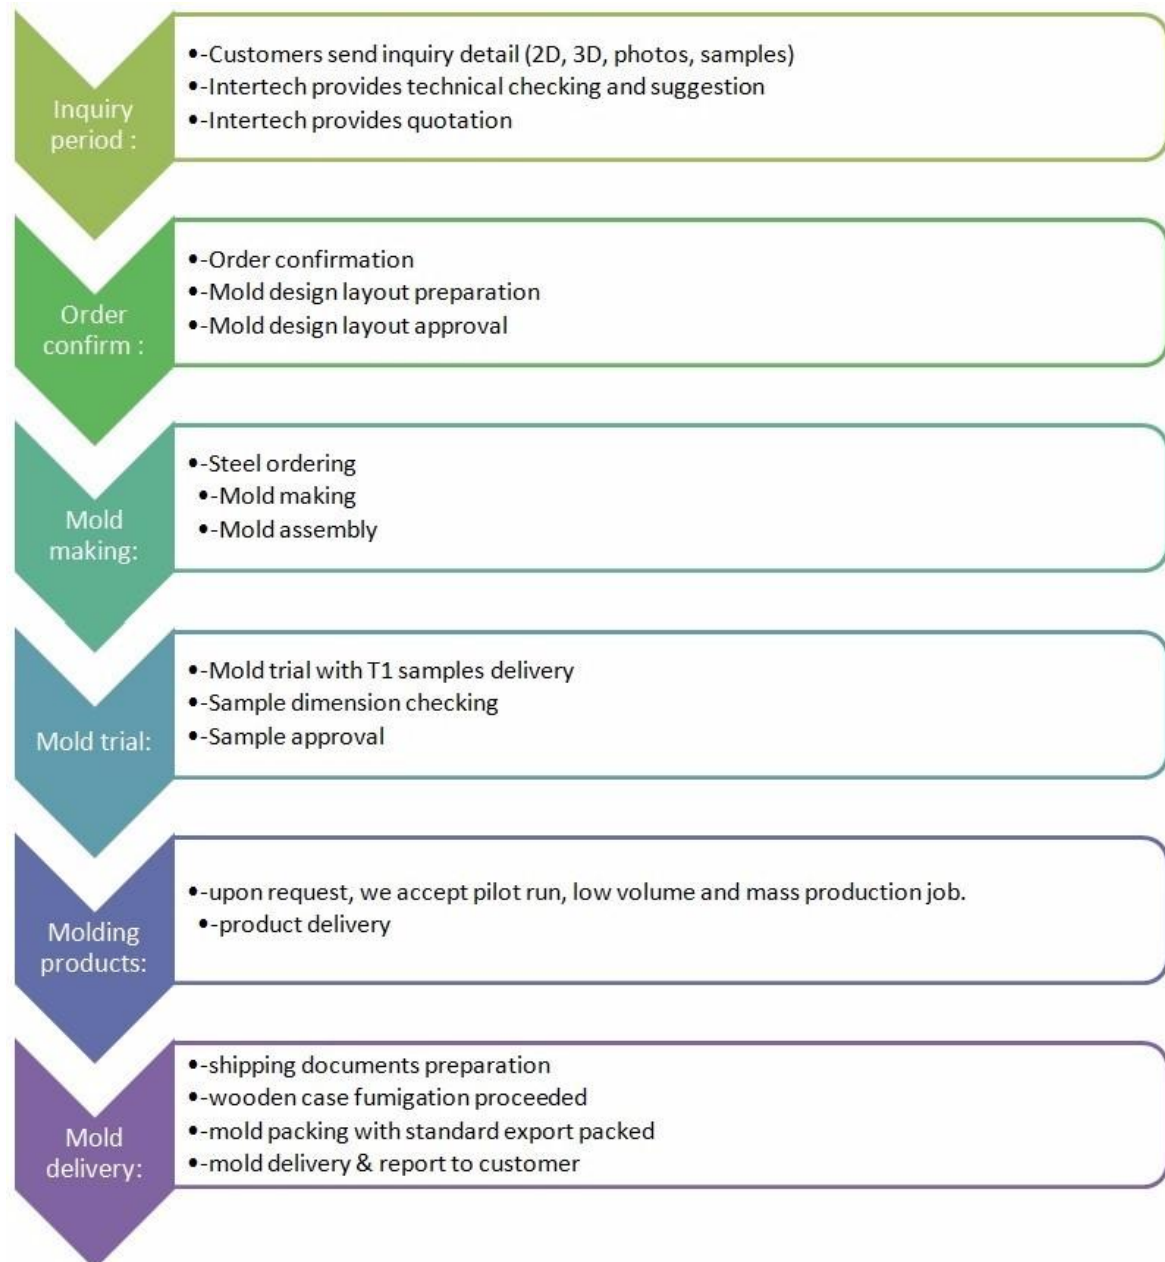 Inquiry
period :
•-Customers send inquiry detail (2D, 3D, photos, samples)
•-Intertech provides technical checking and suggestion
•-Intertech provides quotation
Order
confirm :
•-Order confirmation
•-Mold design layout preparation
•-Mold design layout approval
Mold
making:
•-Steel ordering
•-Mold making
•-Mold assembly
Mold trial:
•-Mold trial with T1 samples delivery
•-Sample dimension checking
•-Sample approval
Molding
products:
•-upon request, we accept pilot run, low volume and mass production job.
•-product delivery
Mold
delivery:
•-shipping documents preparation
•-wooden case fumigation proceeded
•-mold packing with standard export packed
•-mold delivery & report to customer